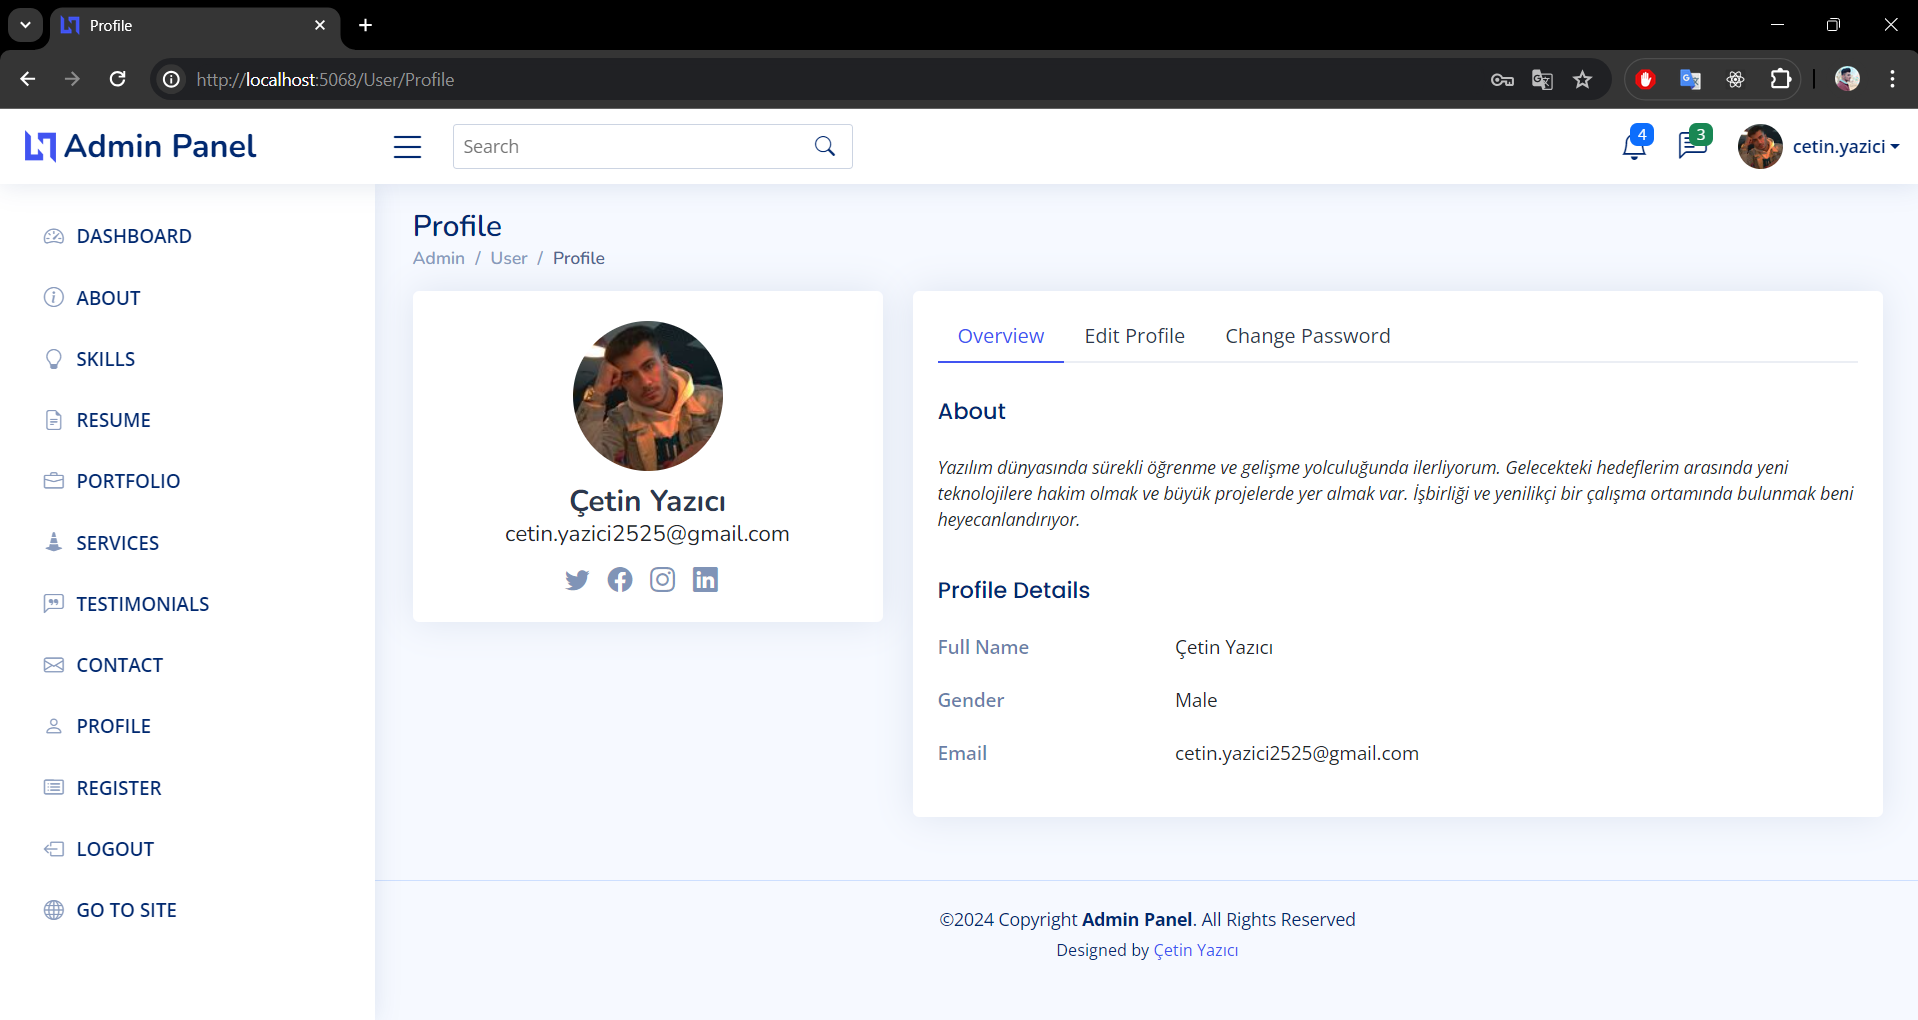 Profile
http://localhost:5068/User/Profile
Admin Panel
Search
4
3
cetin.yazici
DASHBOARD
ABOUT
SKILLS
RESUME
PORTFOLIO
SERVICES
TESTIMONIALS
CONTACT
PROFILE
REGISTER
LOGOUT
GO TO SITE
Profile
Admin / User / Profile
Çetin Yazıcı
cetin.yazici2525@gmail.com
Overview Edit Profile Change Password
About
Yazılım dünyasında sürekli öğrenme ve gelişme yolculuğunda ilerliyorum. Gelecekteki hedeflerim arasında yeni
teknolojilere hakim olmak ve büyük projelerde yer almak var. İşbirliği ve yenilikçi bir çalışma ortamında bulunmak beni
heyecanlandırıyor.
Profile Details
Full Name Çetin Yazıcı
Gender Male
Email cetin.yazici2525@gmail.com
©2024 Copyright Admin Panel. All Rights Reserved
Designed by Çetin Yazıcı